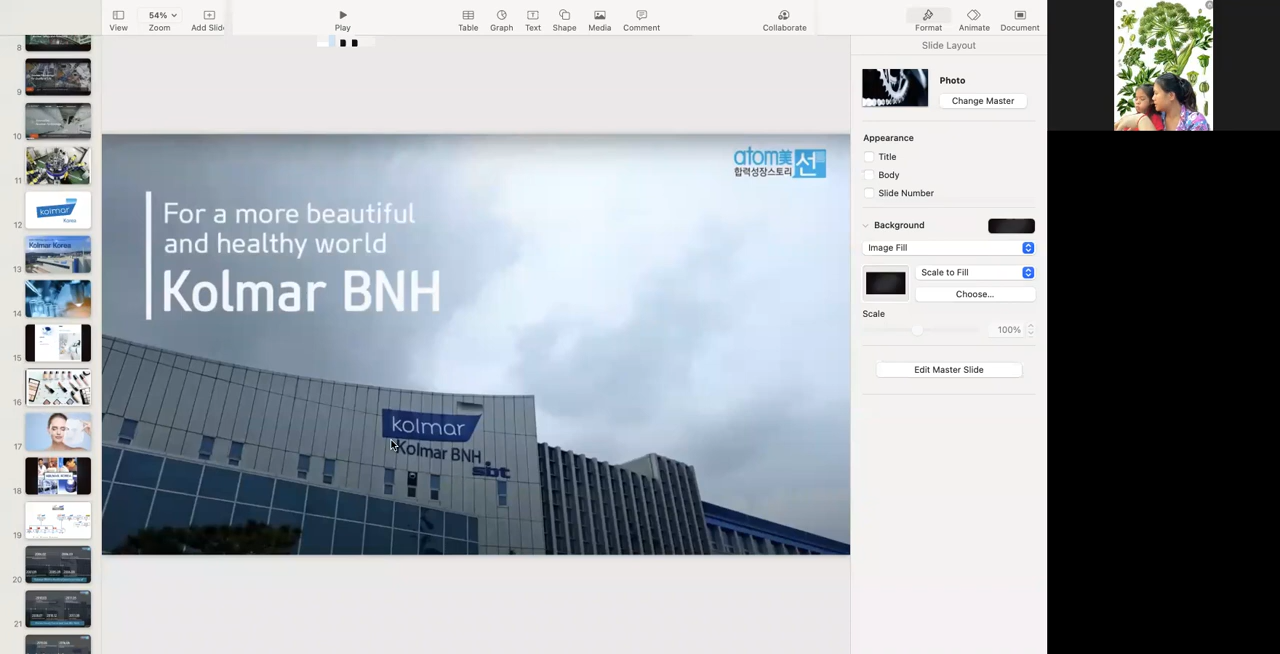 View
54%
Zoom
Add Slid
Play
Table
Graph
Text
Shape
Media
Comment
Collaborate
Format
Animate
Document
Slide Layout
Photo
Change Master
Appearance
Title
Body
Slide Number
Background
Image Fill
Scale to Fill
Choose...
Scale
100%
Edit Master Slide
8
9
10
11
12
kolmar
Korea
13
Kolmar Korea
14
15
16
17
18
19
20
21
atom美
합력성장스토리 선
For a more beautiful
and healthy world
Kolmar BNH
kolmar
Kolmar BNH
sbt